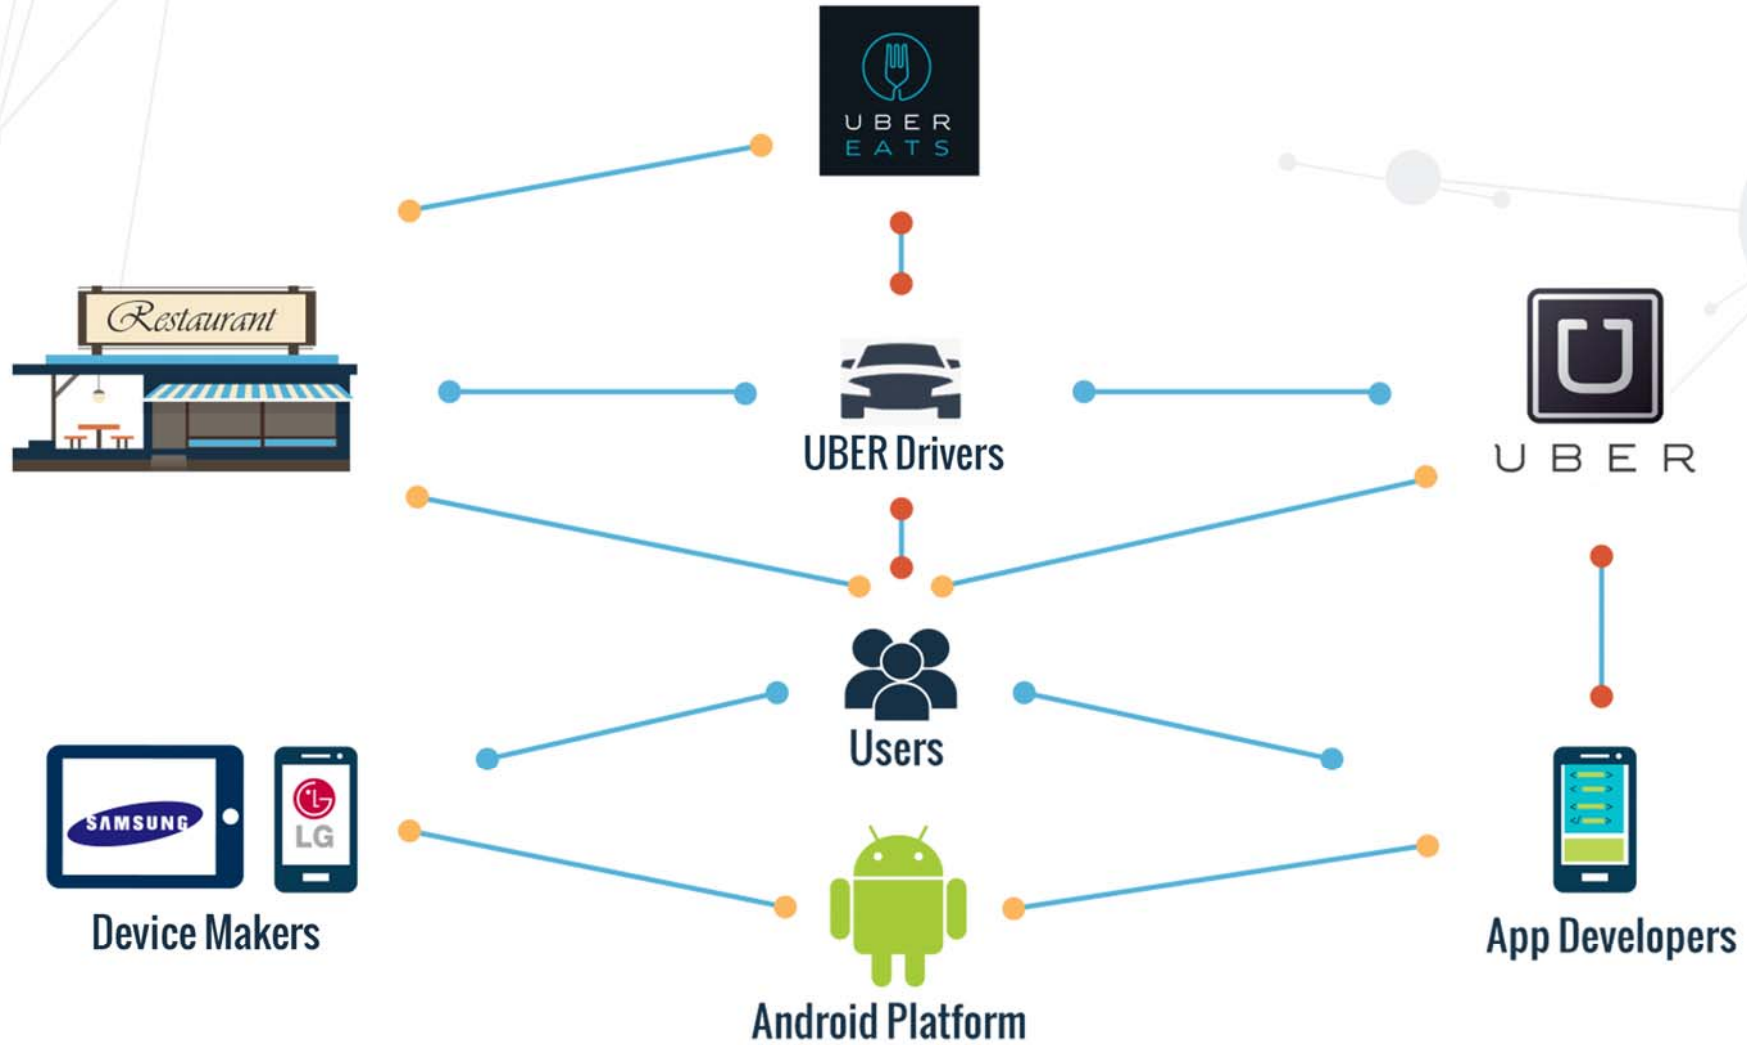 UBER
EATS
Restaurant
UBER Drivers
UBER
Users
SAMSUNG
LG
Device Makers
App Developers
Android Platform